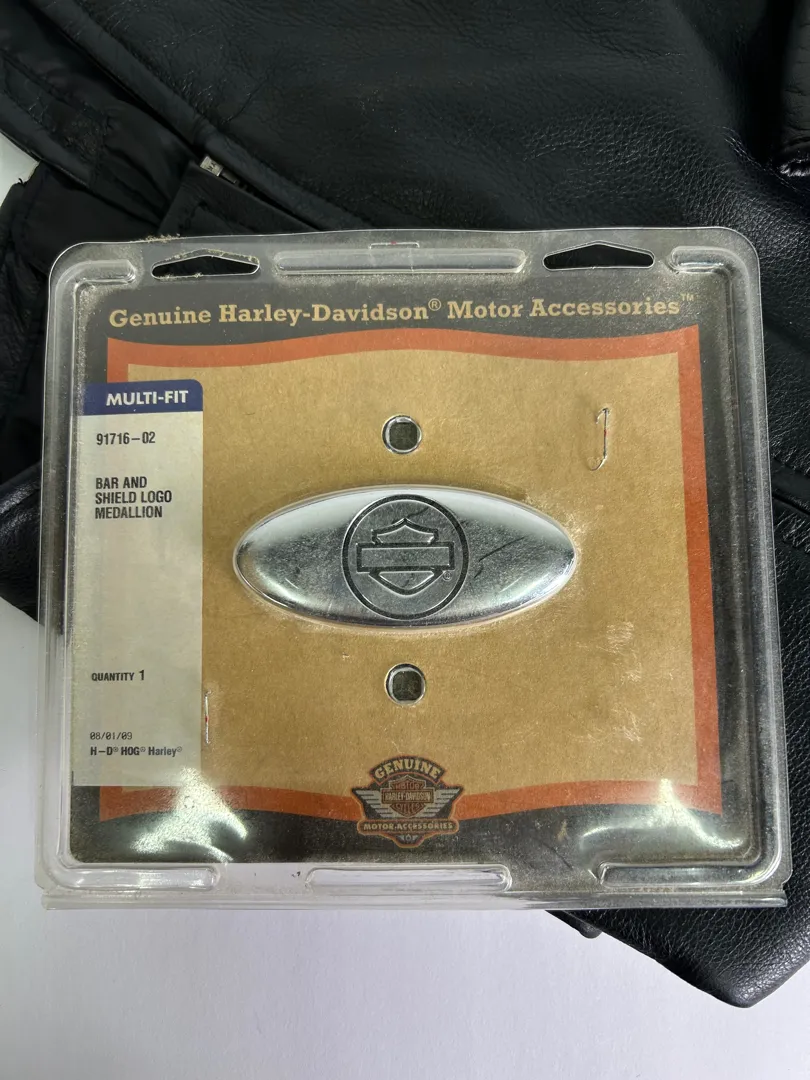 Genuine Harley-Davidson® Motor Accessories™
MULTI-FIT
91716-02
BAR AND
SHIELD LOGO
MEDALLION
®
QUANTITY 1
08/01/09
H-D® HOG® Harley®
GENUINE
HARLEY-DAVIDSON
MOTOR ACCESSORIES